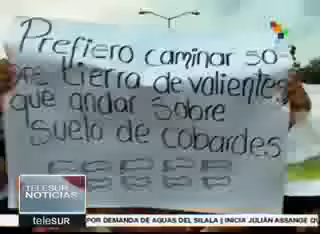 Prefiero caminar so-
bre tierra de valientes
que andar sobre
suelo de cobardes
TELESUR
NOTICIAS
teleSUR
POR DEMANDA DE AGUAS DEL SILALA | INICIA JULIÁN ASSANGE QU